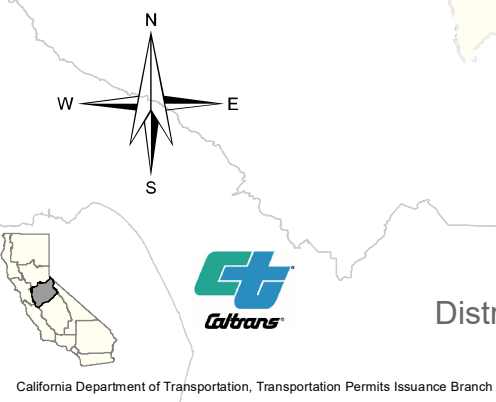 N
W E
S
Caltrans®
Distr
California Department of Transportation, Transportation Permits Issuance Branch